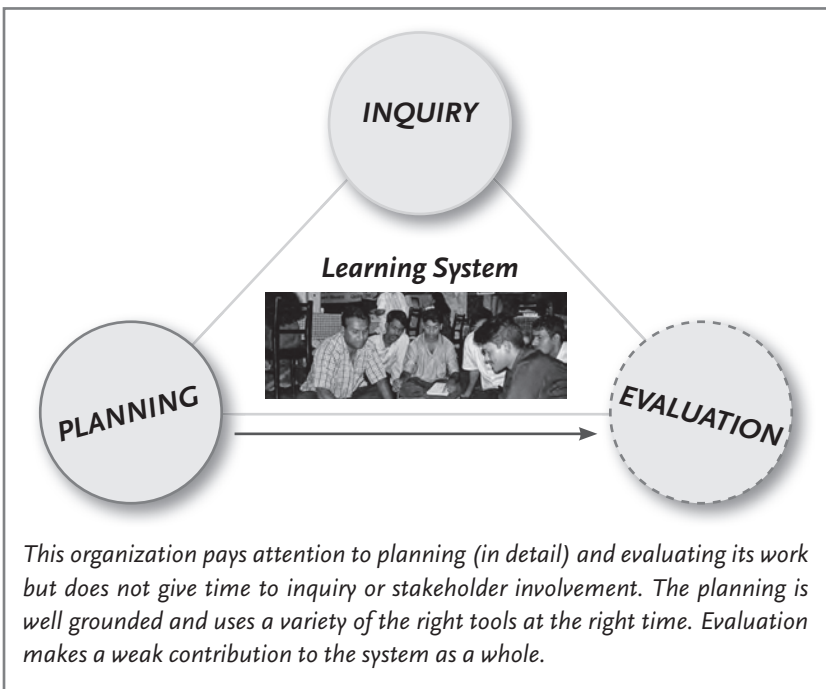 INQUIRY
Learning System
PLANNING
EVALUATION
This organization pays attention to planning (in detail) and evaluating its work
but does not give time to inquiry or stakeholder involvement. The planning is
well grounded and uses a variety of the right tools at the right time. Evaluation
makes a weak contribution to the system as a whole.